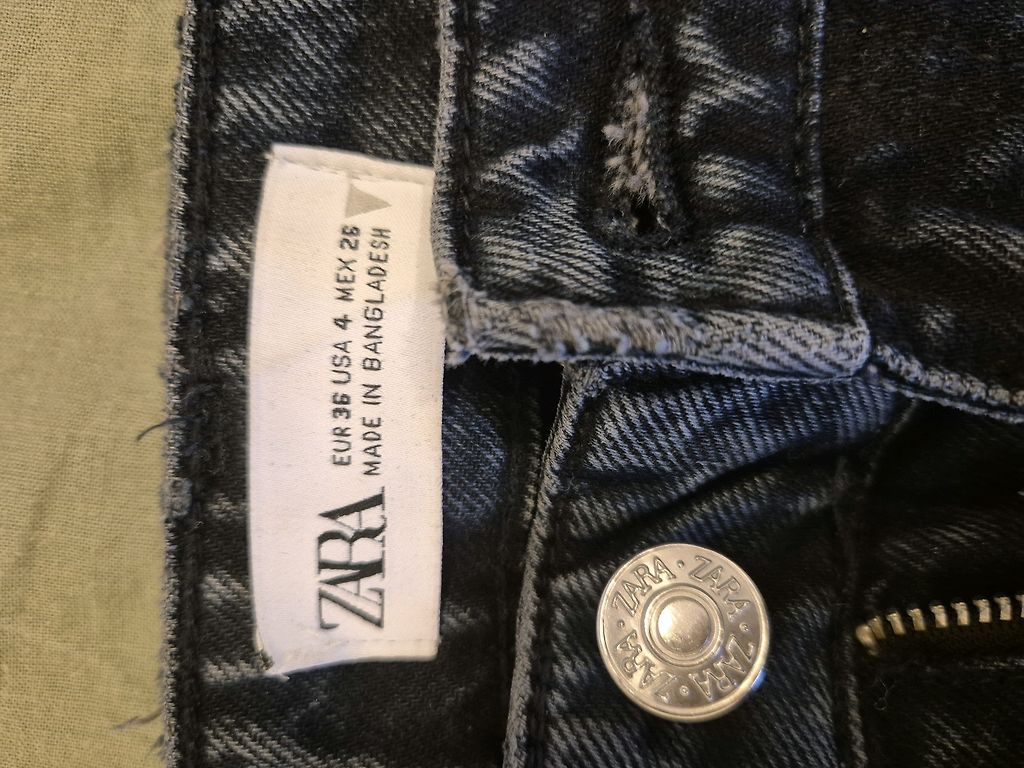 ZARA
EUR 36 USA 4 MEX 26
MADE IN BANGLADESH
ZARA · ZARA · ZARA · ZARA ·